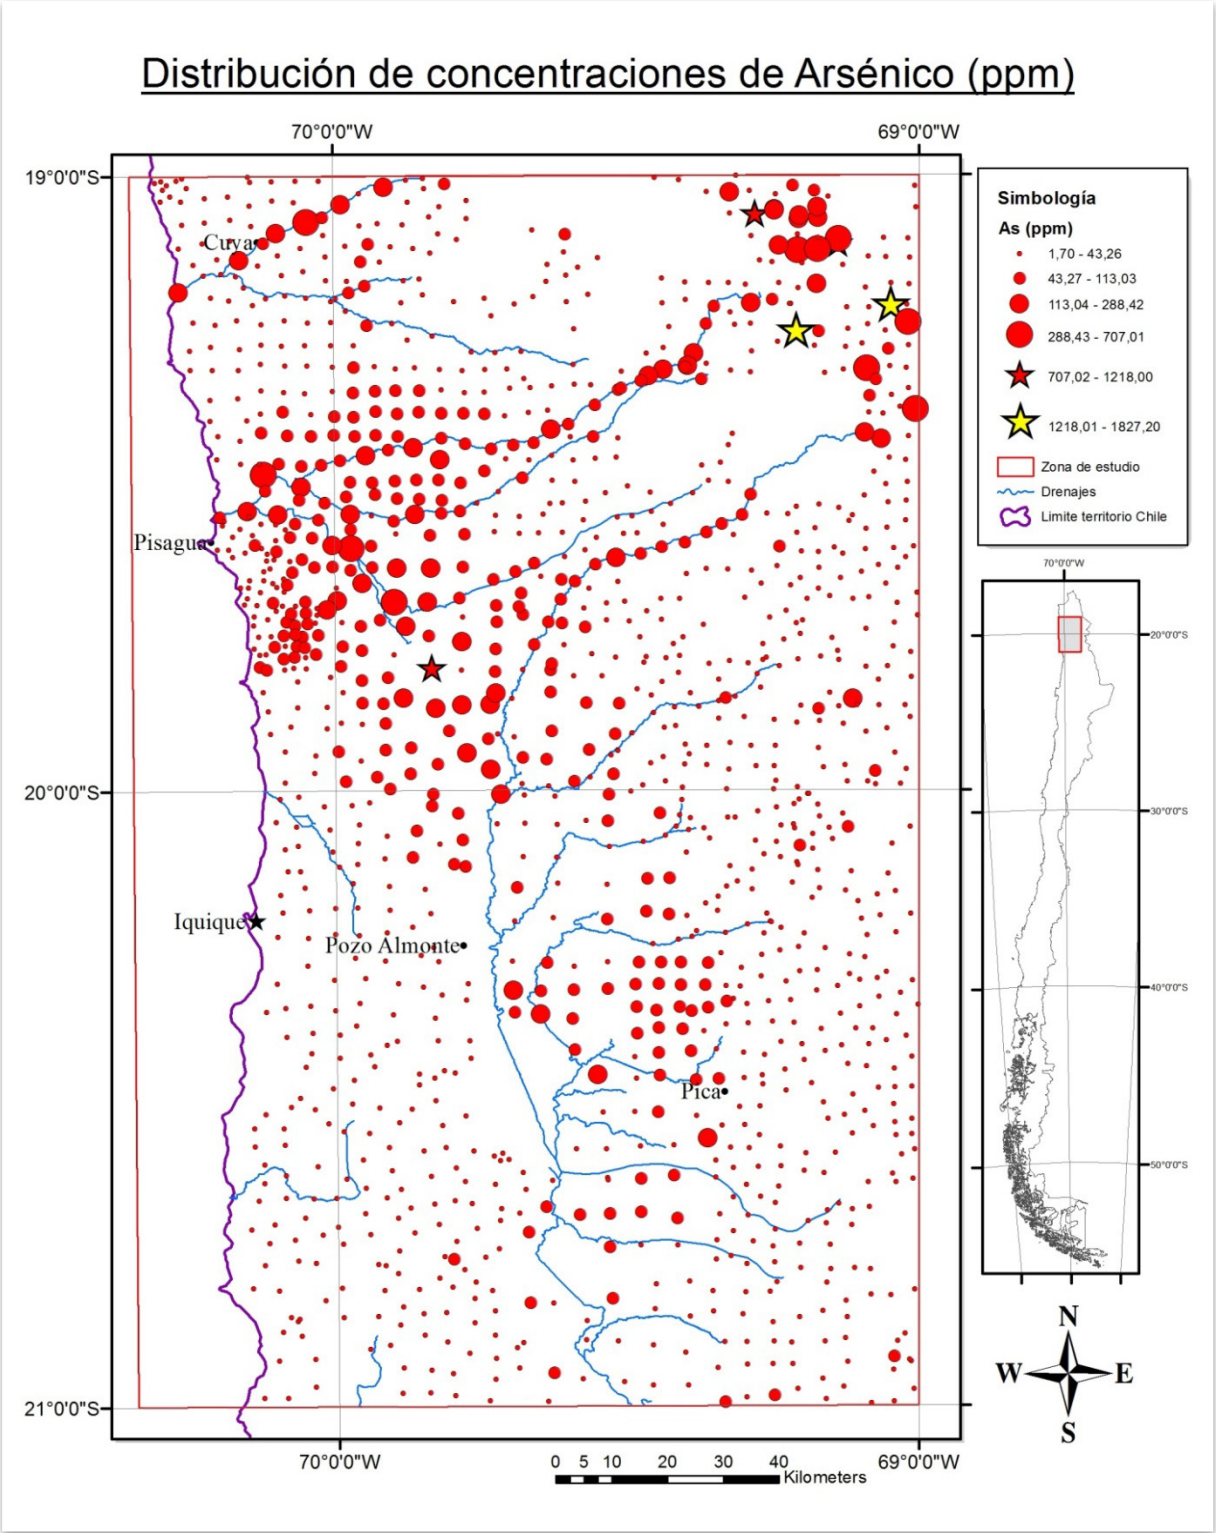 Distribución de concentraciones de Arsénico (ppm)
70°0'0"W
69°0'0"W
19°0'0"S
Cuya
Pisagua
20°0'0"S
Iquique
Pozo Almonte
Pica
21°0'0"S
70°0'0"W
69°0'0"W
0 5 10 20 30 40
Kilometers
Simbología
As (ppm)
1,70 - 43,26
43,27 - 113,03
113,04 - 288,42
288,43 - 707,01
707,02 - 1218,00
1218,01 - 1827,20
Zona de estudio
Drenajes
Limite territorio Chile
70°0'0"W
20°0'0"S
30°0'0"S
40°0'0"S
50°0'0"S
N
W E
S